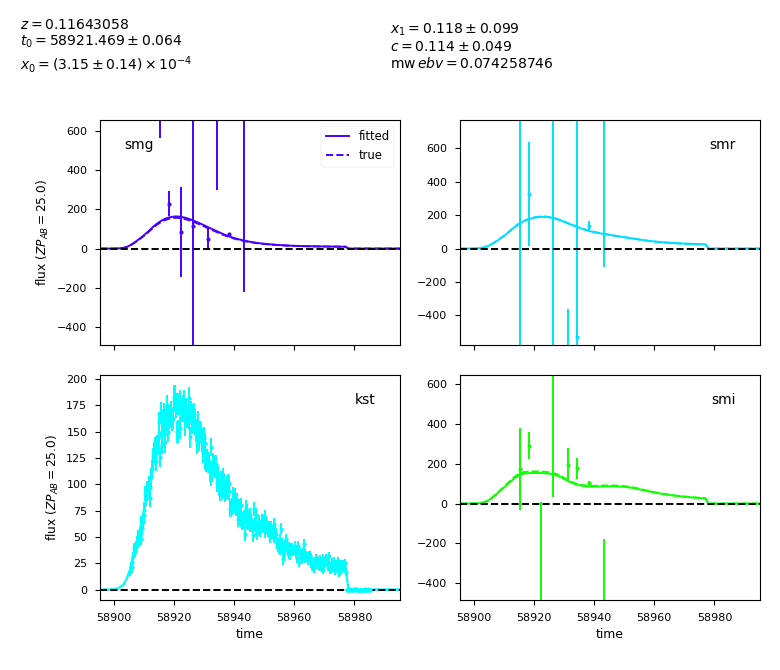 z = 0.11643058
t₀ = 58921.469 ± 0.064
x₀ = (3.15 ± 0.14) × 10⁻⁴
x₁ = 0.118 ± 0.099
c = 0.114 ± 0.049
mw ebv = 0.074258746
smg
fitted
true
600
400
200
0
−200
−400
flux (ZP_AB = 25.0)
smr
600
400
200
0
−200
−400
kst
200
175
150
125
100
75
50
25
0
flux (ZP_AB = 25.0)
58900 58920 58940 58960 58980
time
smi
600
400
200
0
−200
−400
58900 58920 58940 58960 58980
time